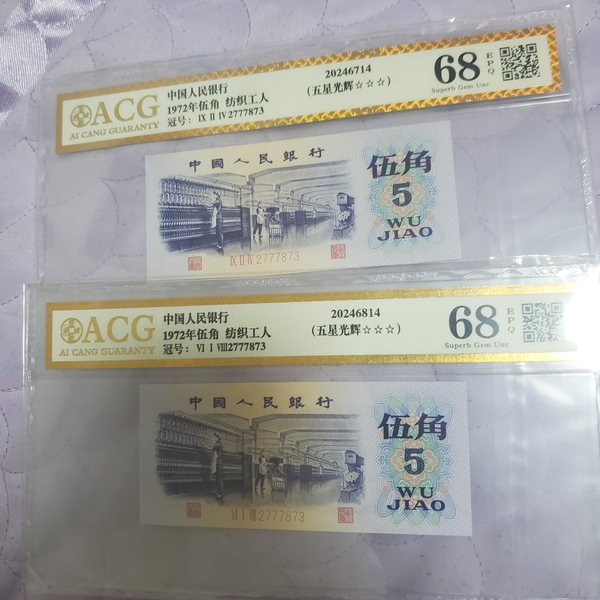 ACG
AI CANG GUARANTY
中国人民银行
1972年伍角 纺织工人
冠号: IX II IV 2777873
20246714
(五星光辉☆☆☆)
68
EPQ
Superb Gem Unc
中國人民銀行
伍角
5
WU
JIAO
IX II IV 2777873
ACG
ACG
AI CANG GUARANTY
中国人民银行
1972年伍角 纺织工人
冠号: VI I VIII 2777873
20246814
(五星光辉☆☆☆)
68
EPQ
Superb Gem Unc
中國人民銀行
伍角
5
WU
JIAO
VI I VIII 2777873